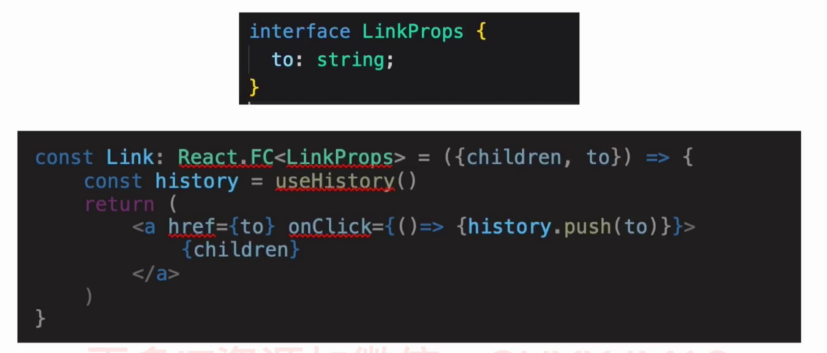 interface LinkProps {
  to: string;
}
const Link: React.FC<LinkProps> = ({children, to}) => {
    const history = useHistory()
    return (
        <a href={to} onClick={()=> {history.push(to)}}>
            {children}
        </a>
    )
}